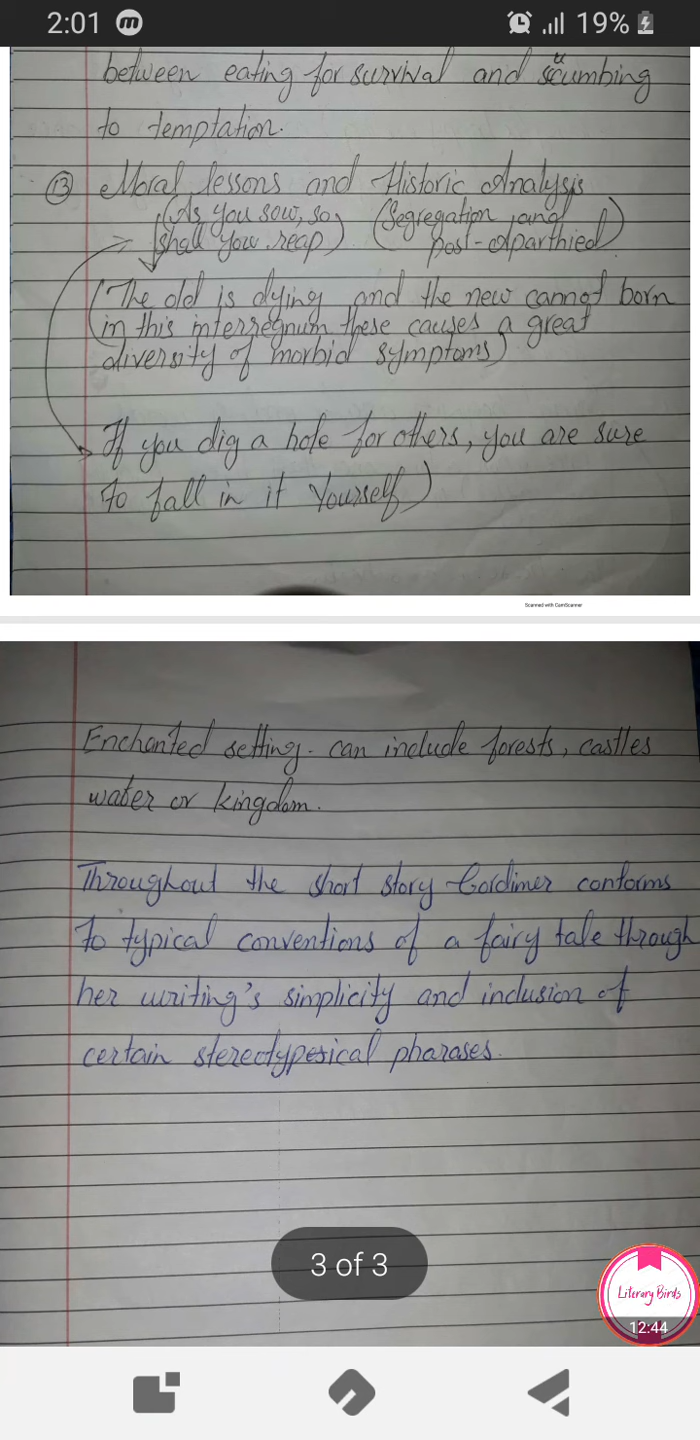 2:01 m 19%
between eating for survival and scumbing
to temptation.
(13) Moral lessons and Historic Analysis
(As you sow, so (Segregation and
shall you reap) post-Aparthied)
(The old is dying and the new cannot born
in this interregnum these causes a great
diversity of morbid symptoms)
If you dig a hole for others, you are sure
to fall in it Yourself)
Scanned with CamScanner
Enchanted setting - can include forests, castles
water or kingdom.
Throughout the short story Gordimer conforms
to typical conventions of a fairy tale through
her writing's simplicity and inclusion of
certain stereotypesical pharases.
3 of 3
Literary Birds
12:44